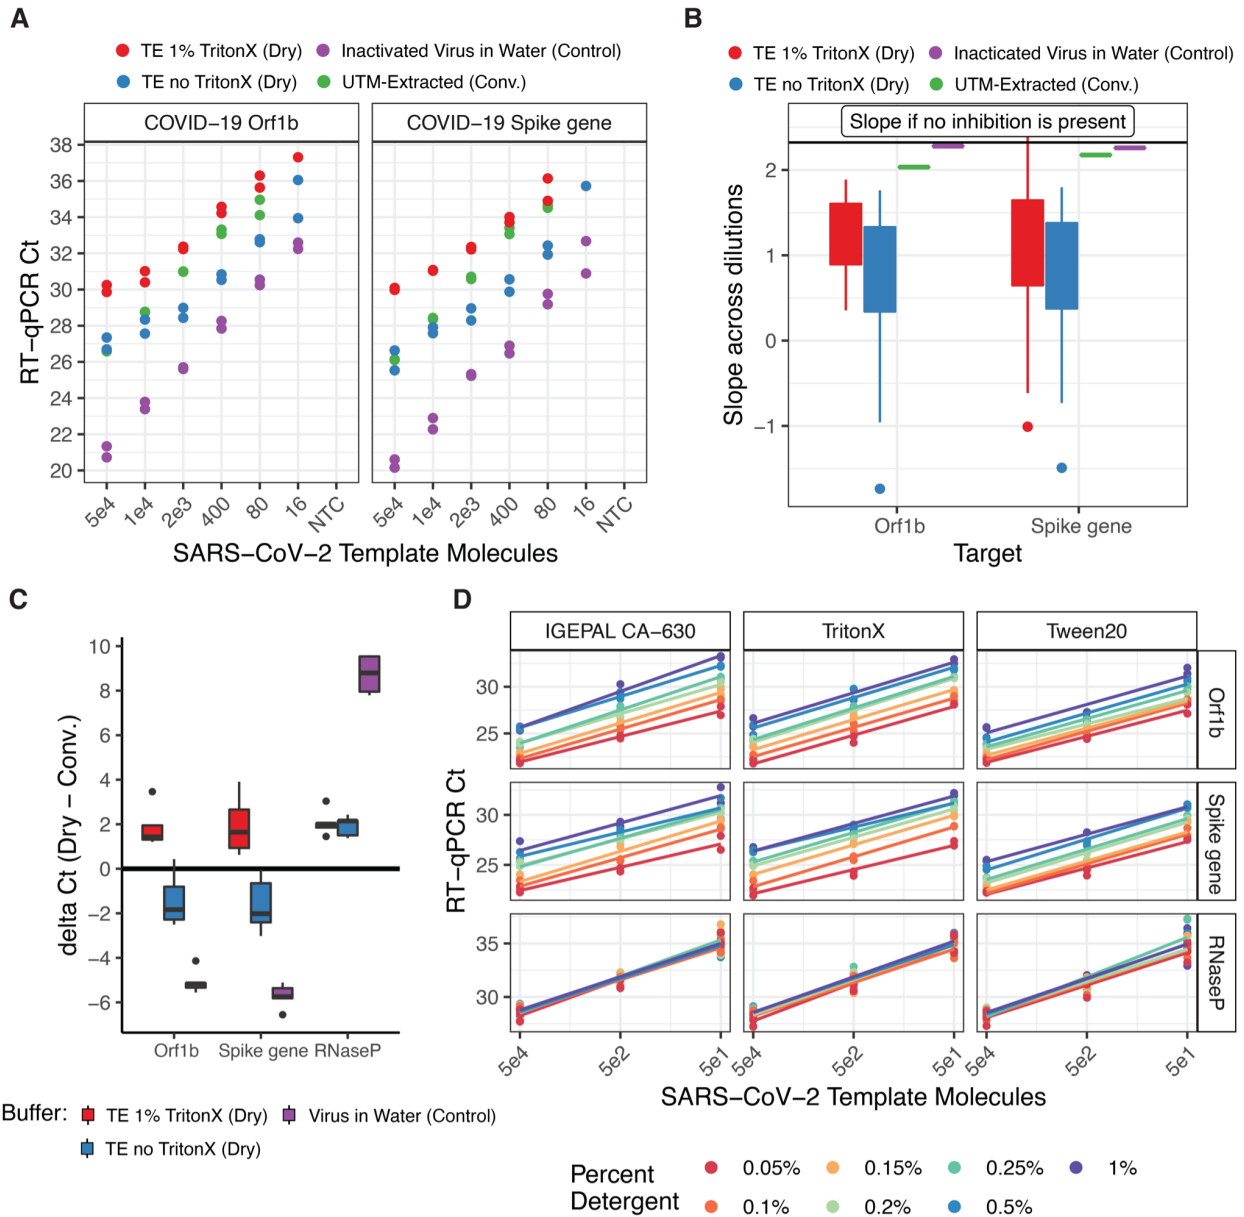 A
TE 1% TritonX (Dry)
Inactivated Virus in Water (Control)
TE no TritonX (Dry)
UTM-Extracted (Conv.)
COVID−19 Orf1b
COVID−19 Spike gene
RT−qPCR Ct
38
36
34
32
30
28
26
24
22
20
5e4
1e4
2e3
400
80
16
NTC
5e4
1e4
2e3
400
80
16
NTC
SARS−CoV−2 Template Molecules
B
TE 1% TritonX (Dry)
Inacticated Virus in Water (Control)
TE no TritonX (Dry)
UTM-Extracted (Conv.)
Slope if no inhibition is present
Slope across dilutions
2
1
0
−1
Orf1b
Spike gene
Target
C
delta Ct (Dry − Conv.)
10
8
6
4
2
0
−2
−4
−6
Orf1b
Spike gene
RNaseP
Buffer:
TE 1% TritonX (Dry)
Virus in Water (Control)
TE no TritonX (Dry)
D
IGEPAL CA−630
TritonX
Tween20
RT−qPCR Ct
30
25
Orf1b
30
25
Spike gene
35
30
RNaseP
5e4
5e2
5e1
5e4
5e2
5e1
5e4
5e2
5e1
SARS−CoV−2 Template Molecules
Percent
Detergent
0.05%
0.15%
0.25%
1%
0.1%
0.2%
0.5%